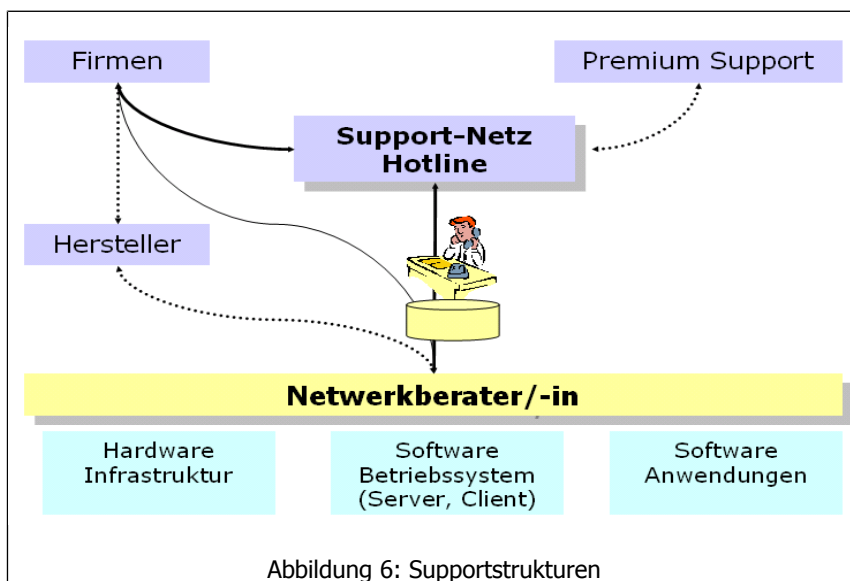 Firmen
Premium Support
Support-Netz
Hotline
Hersteller
Netwerkberater/-in
Hardware
Infrastruktur
Software
Betriebssystem
(Server, Client)
Software
Anwendungen
Abbildung 6: Supportstrukturen